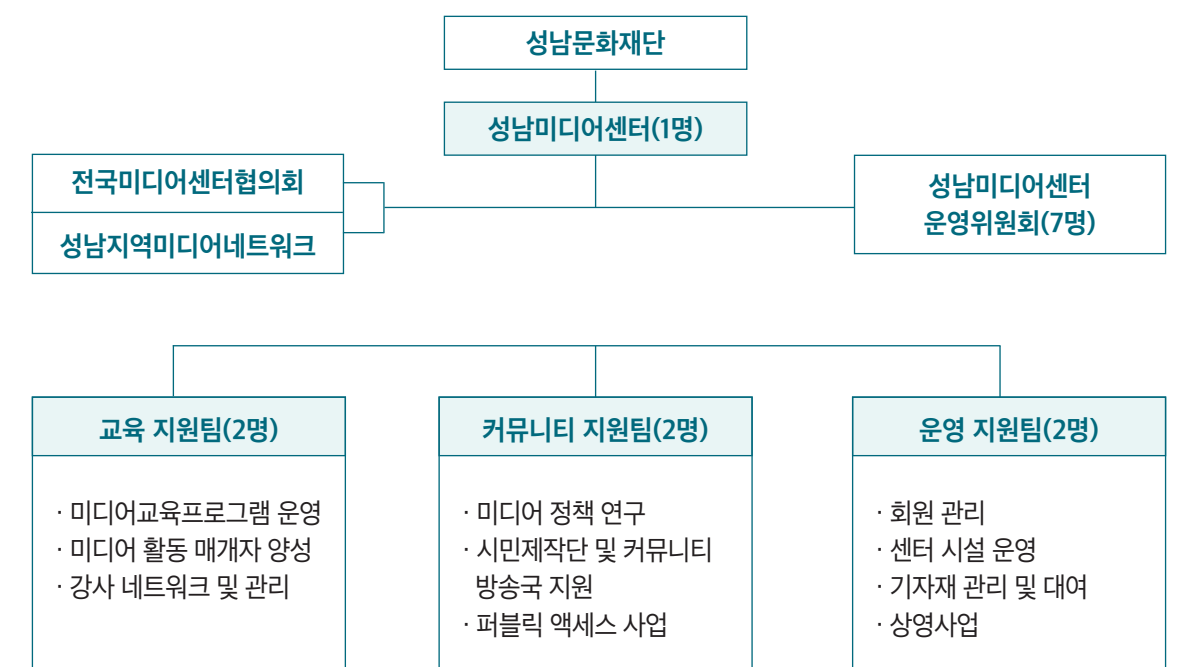 성남문화재단
성남미디어센터(1명)
전국미디어센터협의회
성남지역미디어네트워크
성남미디어센터
운영위원회(7명)
교육 지원팀(2명)
· 미디어교육프로그램 운영
· 미디어 활동 매개자 양성
· 강사 네트워크 및 관리
커뮤니티 지원팀(2명)
· 미디어 정책 연구
· 시민제작단 및 커뮤니티
방송국 지원
· 퍼블릭 액세스 사업
운영 지원팀(2명)
· 회원 관리
· 센터 시설 운영
· 기자재 관리 및 대여
· 상영사업